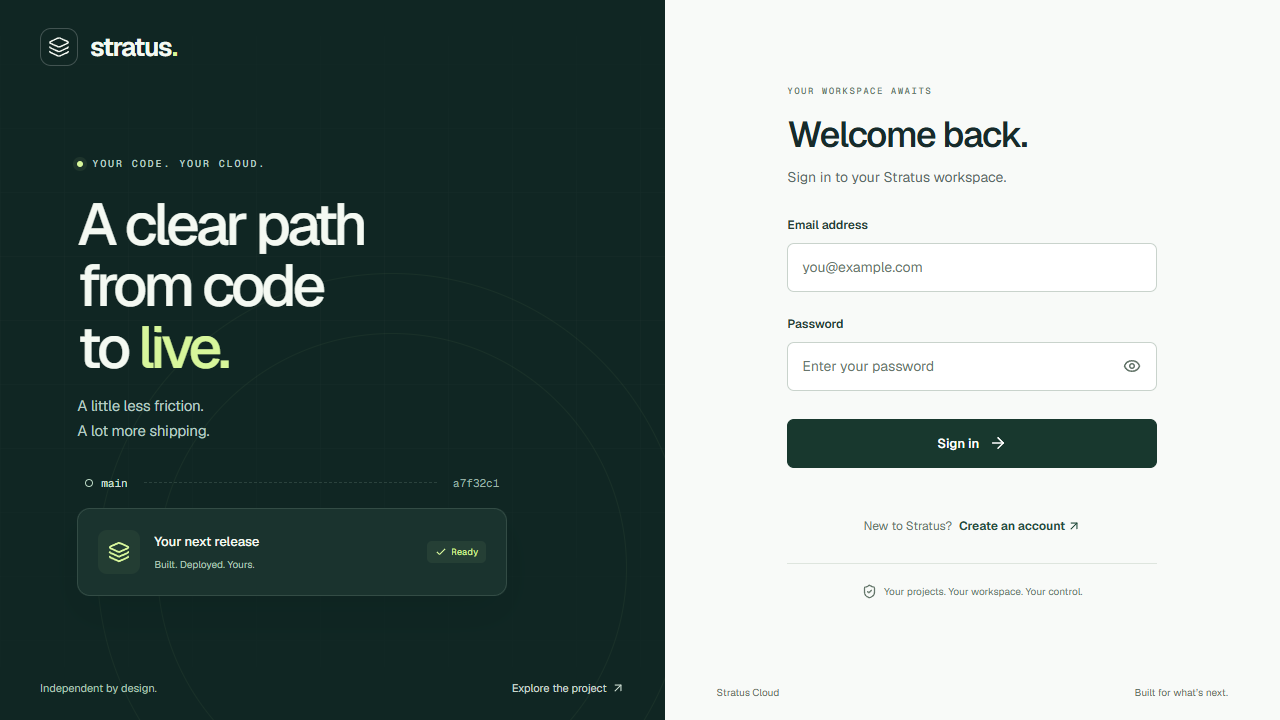 stratus.
YOUR CODE. YOUR CLOUD.
A clear path
from code
to live.
A little less friction.
A lot more shipping.
main
a7f32c1
Your next release
Built. Deployed. Yours.
Ready
Independent by design.
Explore the project
YOUR WORKSPACE AWAITS
Welcome back.
Sign in to your Stratus workspace.
Email address
you@example.com
Password
Enter your password
Sign in
New to Stratus? Create an account
Your projects. Your workspace. Your control.
Stratus Cloud
Built for what's next.